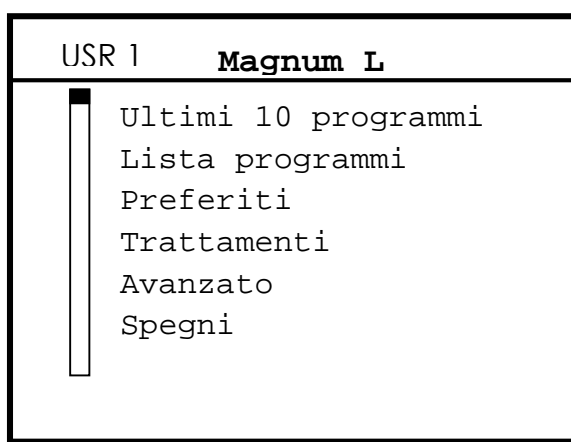 USR 1 Magnum L
Ultimi 10 programmi
Lista programmi
Preferiti
Trattamenti
Avanzato
Spegni